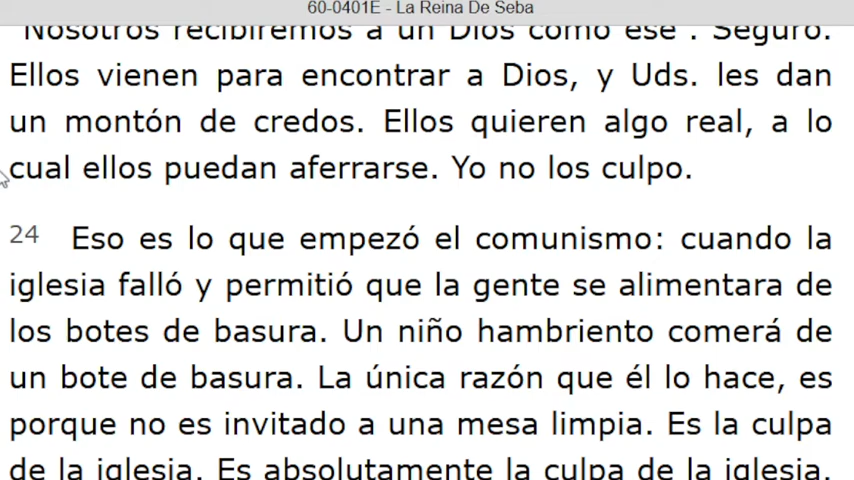 60-0401E - La Reina De Seba
"Nosotros recibiremos a un Dios como ese". Seguro.
Ellos vienen para encontrar a Dios, y Uds. les dan
un montón de credos. Ellos quieren algo real, a lo
cual ellos puedan aferrarse. Yo no los culpo.
24 Eso es lo que empezó el comunismo: cuando la
iglesia falló y permitió que la gente se alimentara de
los botes de basura. Un niño hambriento comerá de
un bote de basura. La única razón que él lo hace, es
porque no es invitado a una mesa limpia. Es la culpa
de la iglesia. Es absolutamente la culpa de la iglesia.